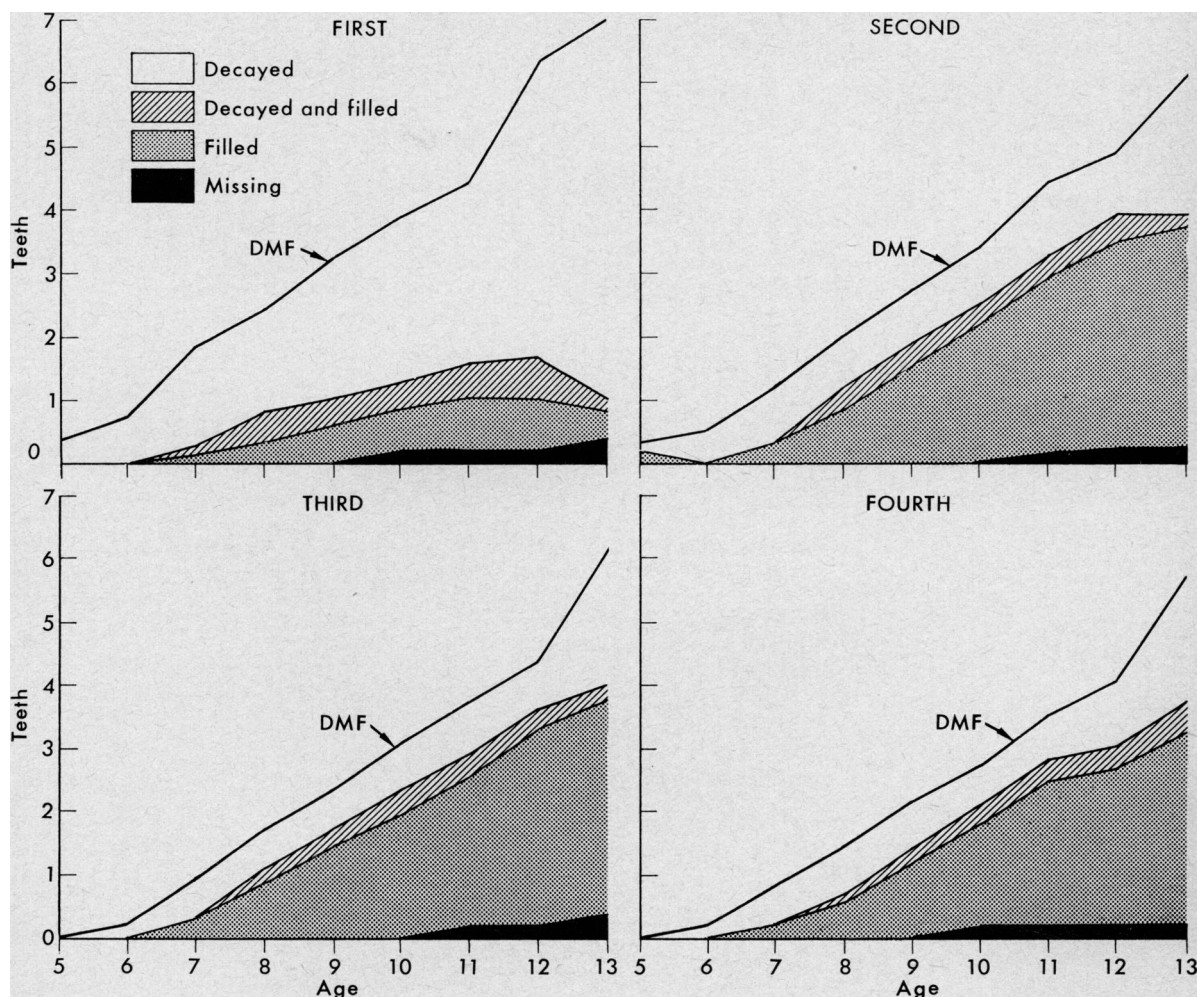 FIRST
7
6
5
4
3
2
1
0
Teeth
Decayed
Decayed and filled
Filled
Missing
DMF
SECOND
DMF
THIRD
7
6
5
4
3
2
1
0
Teeth
DMF
5 6 7 8 9 10 11 12 13
Age
FOURTH
DMF
5 6 7 8 9 10 11 12 13
Age